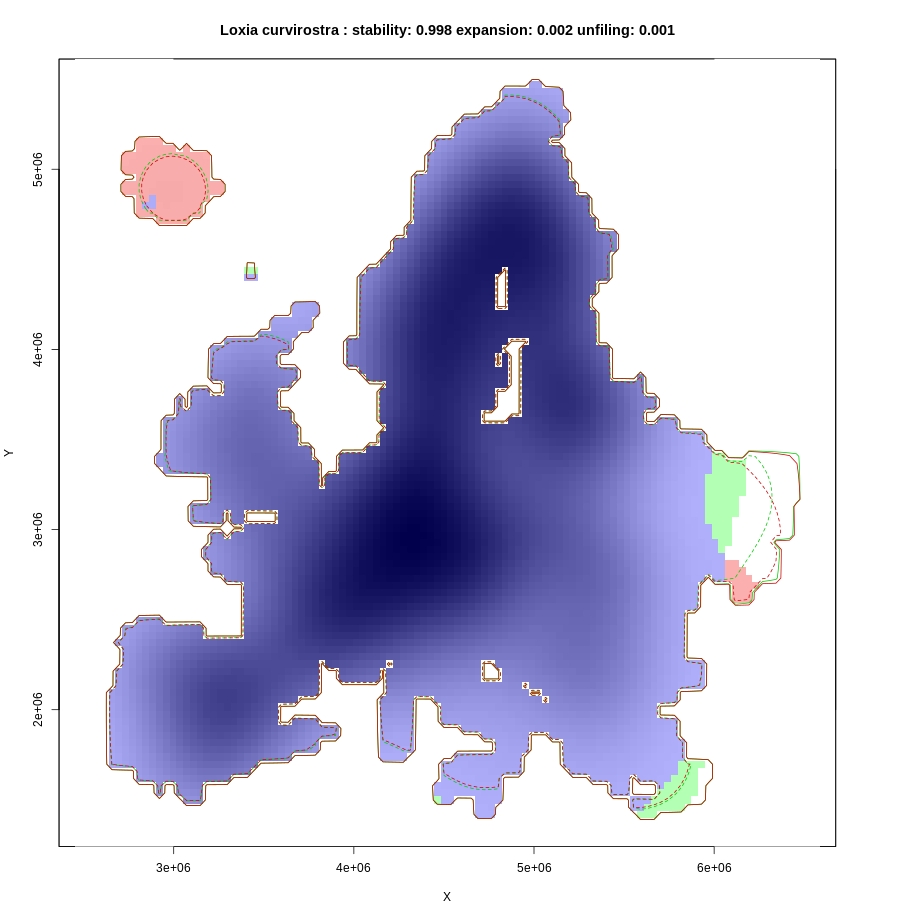 Loxia curvirostra : stability: 0.998 expansion: 0.002 unfiling: 0.001
5e+06
4e+06
Y
3e+06
2e+06
3e+06 4e+06 5e+06 6e+06
X